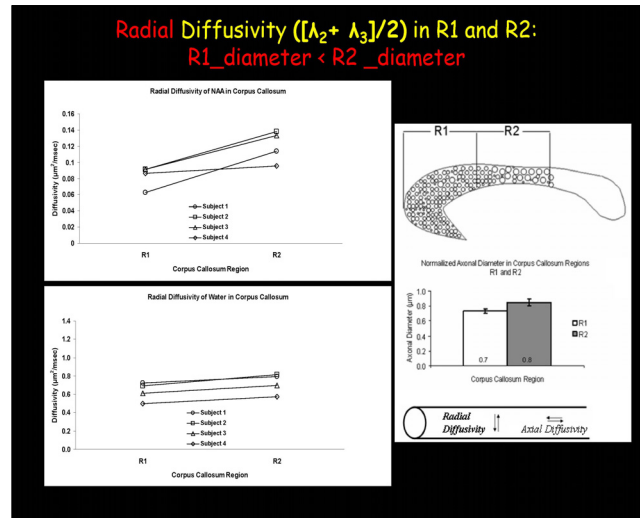 Radial Diffusivity ([λ₂+ λ₃]/2) in R1 and R2:
R1_diameter < R2 _diameter
Radial Diffusivity of NAA in Corpus Callosum
Diffusivity (µm²/msec)
0.16
0.14
0.12
0.1
0.08
0.06
0.04
0.02
0
Subject 1
Subject 2
Subject 3
Subject 4
R1
R2
Corpus Callosum Region
Radial Diffusivity of Water in Corpus Callosum
Diffusivity (µm²/msec)
1.4
1.2
1.0
0.8
0.6
0.4
0.2
0.0
Subject 1
Subject 2
Subject 3
Subject 4
R1
R2
Corpus Callosum Region
R1
R2
Normalized Axonal Diameter in Corpus Callosum Regions
R1 and R2
Axonal Diameter (µm)
1.0
0.8
0.6
0.4
0.2
0.0
0.7
0.8
R1
R2
Corpus Callosum Region
Radial
Diffusivity
Axial Diffusivity